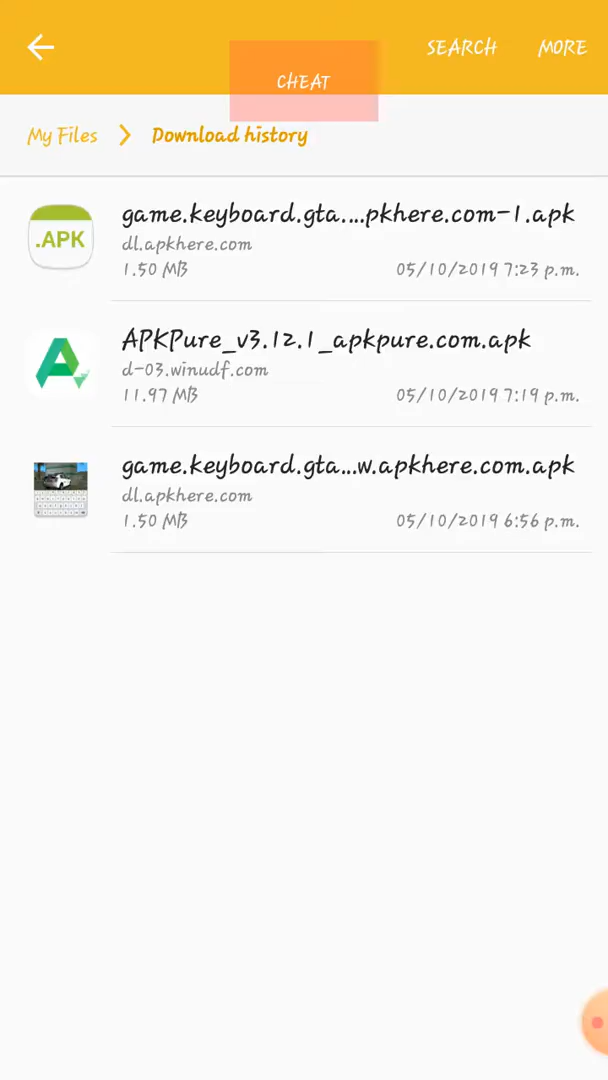 SEARCH
MORE
CHEAT
My Files
Download history
game.keyboard.gta....pkhere.com-1.apk
.APK
dl.apkhere.com
1.50 MB
05/10/2019 7:23 p.m.
APKPure_v3.12.1_apkpure.com.apk
d-03.winudf.com
11.97 MB
05/10/2019 7:19 p.m.
game.keyboard.gta...w.apkhere.com.apk
dl.apkhere.com
1.50 MB
05/10/2019 6:56 p.m.